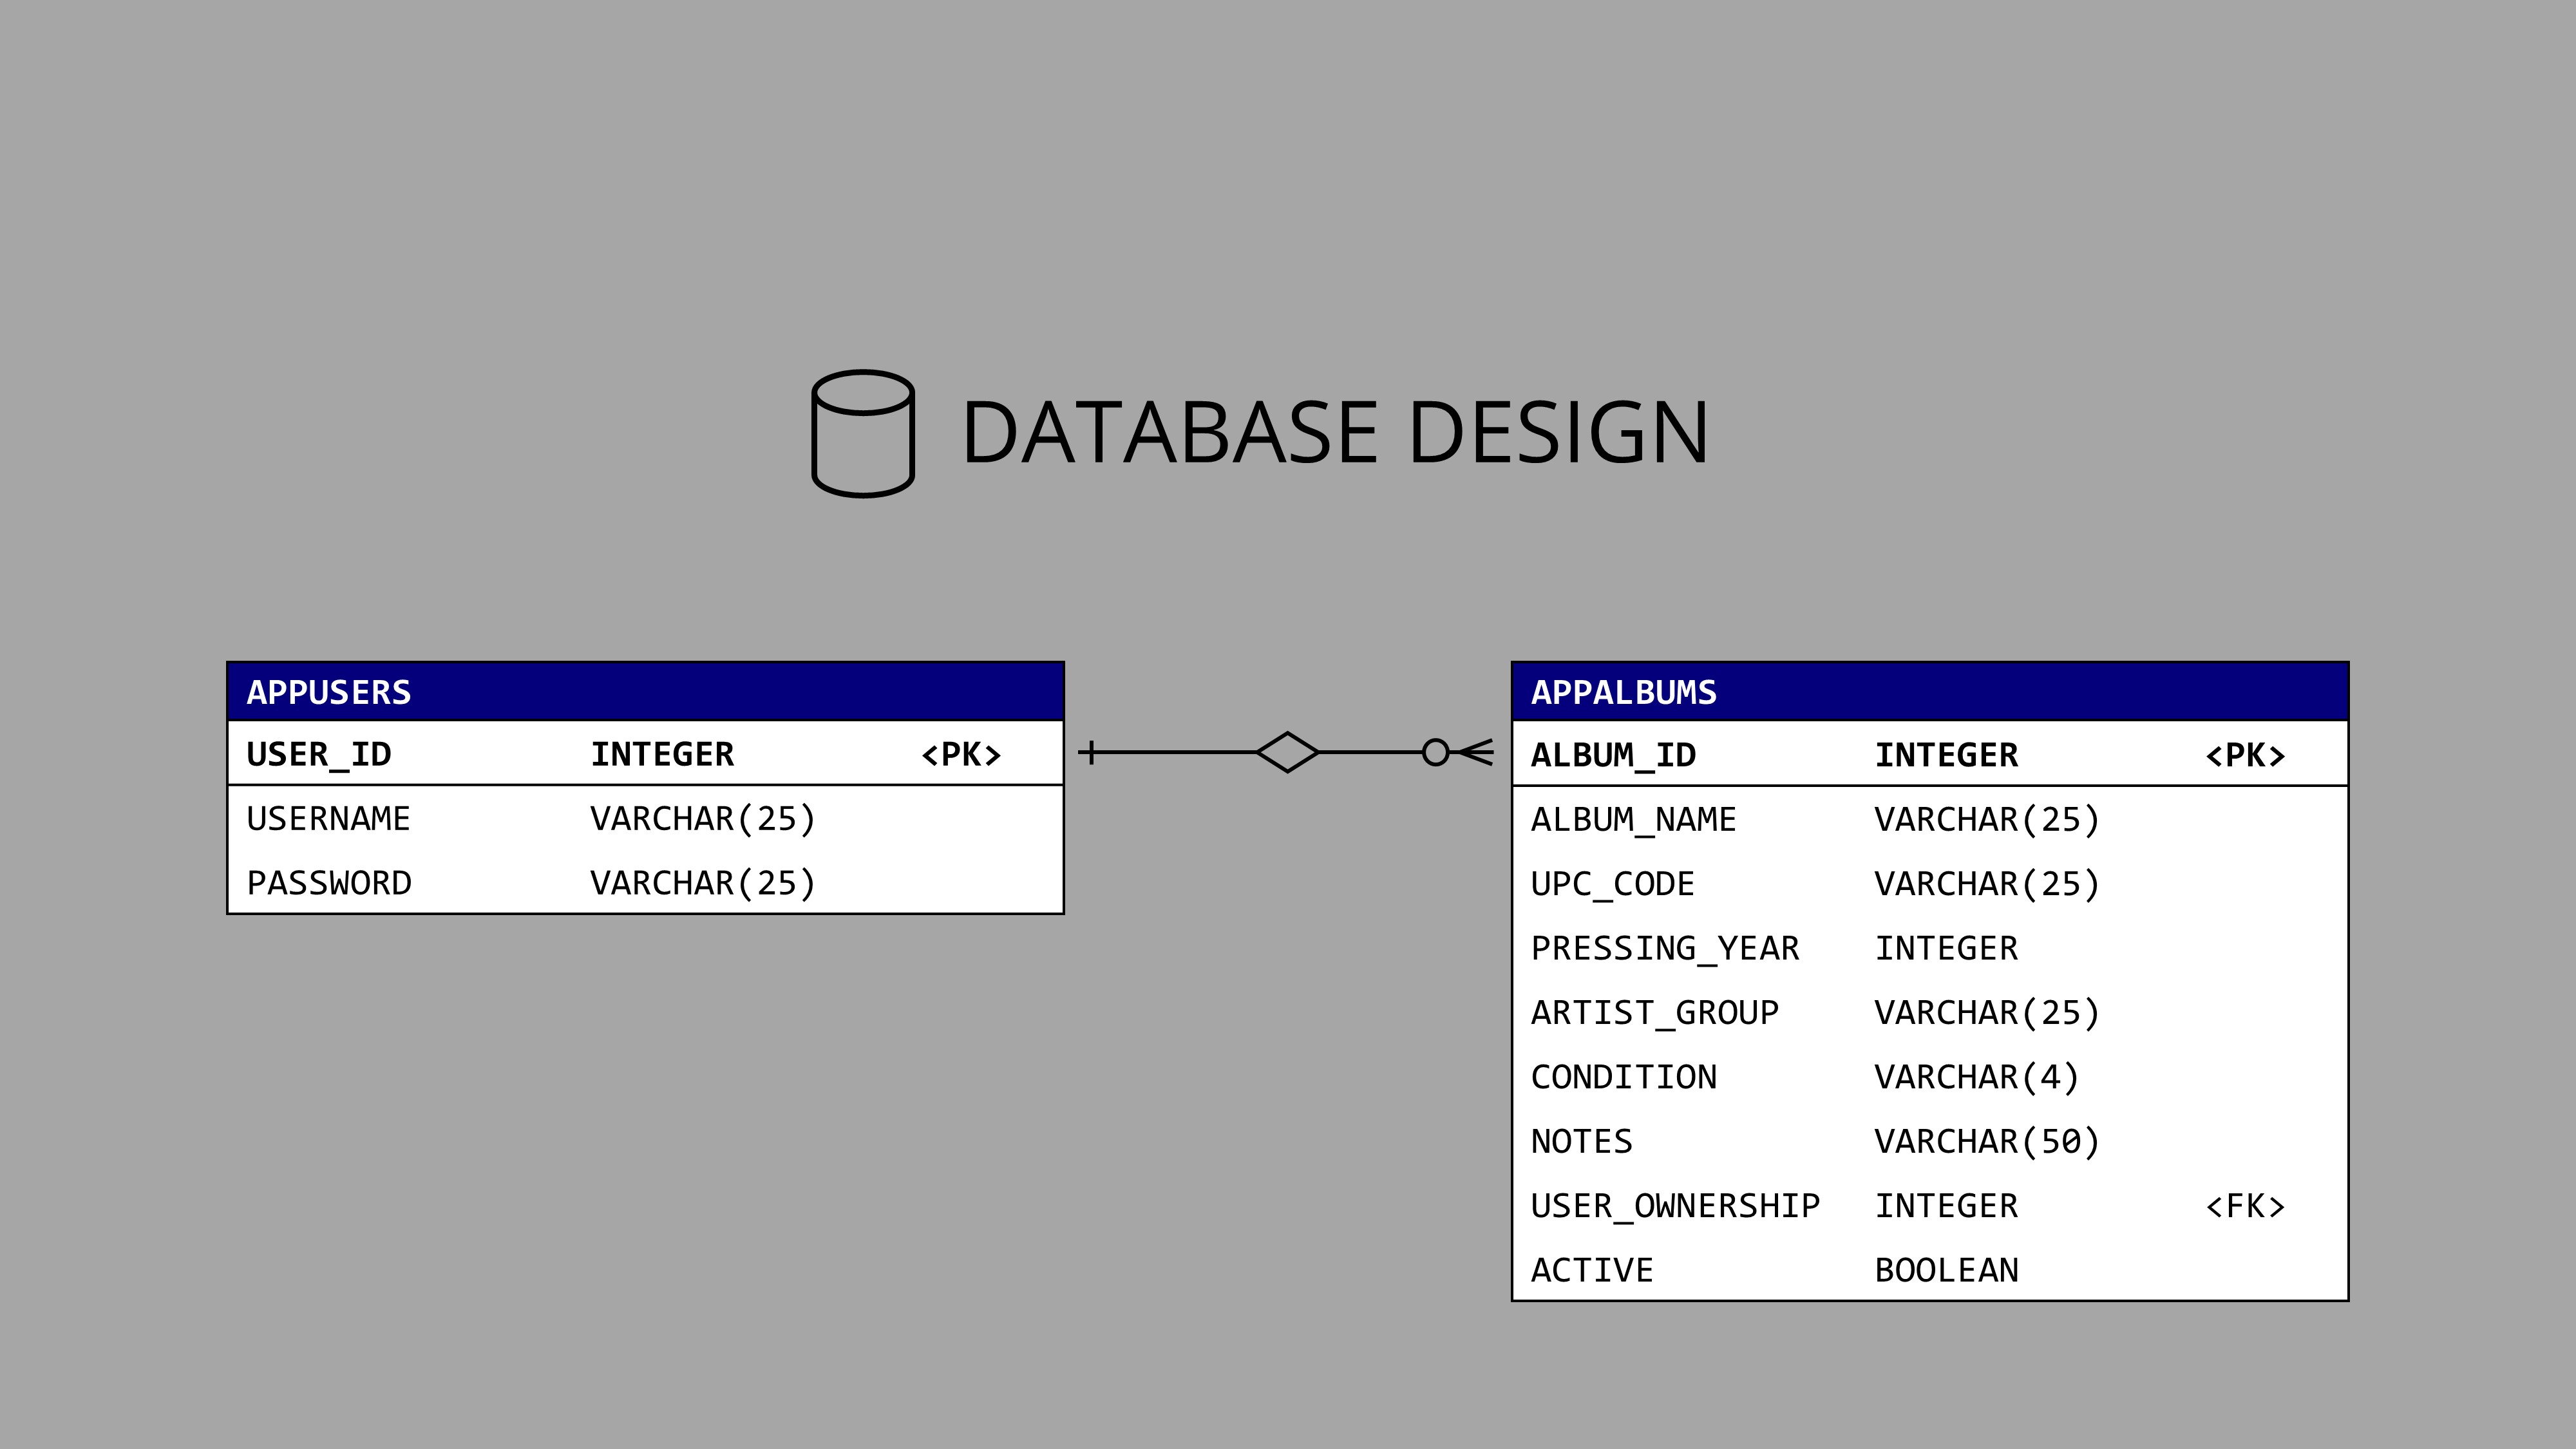 DATABASE DESIGN
APPUSERS
USER_ID INTEGER <PK>
USERNAME VARCHAR(25)
PASSWORD VARCHAR(25)
APPALBUMS
ALBUM_ID INTEGER <PK>
ALBUM_NAME VARCHAR(25)
UPC_CODE VARCHAR(25)
PRESSING_YEAR INTEGER
ARTIST_GROUP VARCHAR(25)
CONDITION VARCHAR(4)
NOTES VARCHAR(50)
USER_OWNERSHIP INTEGER <FK>
ACTIVE BOOLEAN